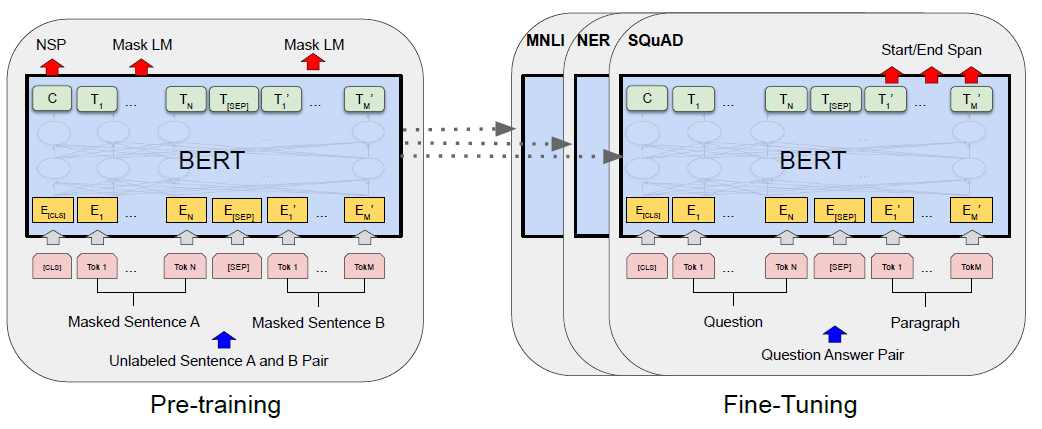 NSP Mask LM Mask LM
C T1 ... TN T[SEP] T1' ... TM'
BERT
E[CLS] E1 ... EN E[SEP] E1' ... EM'
[CLS] Tok 1 ... Tok N [SEP] Tok 1 ... TokM
Masked Sentence A Masked Sentence B
Unlabeled Sentence A and B Pair
Pre-training
MNLI NER SQuAD
Start/End Span
C T1 ... TN T[SEP] T1' ... TM'
BERT
E[CLS] E1 ... EN E[SEP] E1' ... EM'
[CLS] Tok 1 ... Tok N [SEP] Tok 1 ... TokM
Question Paragraph
Question Answer Pair
Fine-Tuning